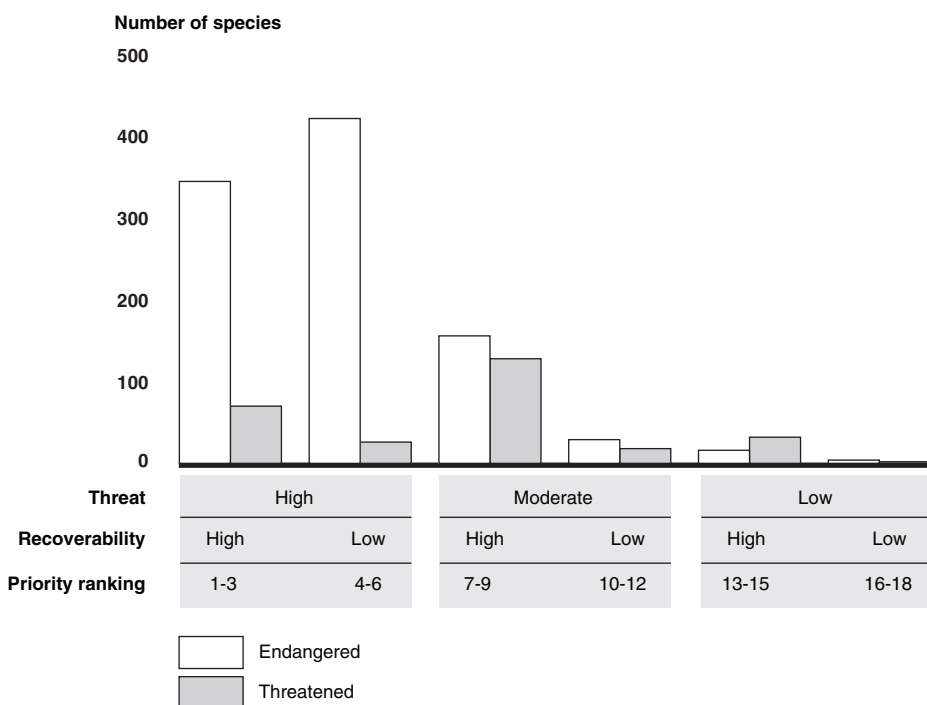 Number of species
500
400
300
200
100
0
Threat High Moderate Low
Recoverability High Low High Low High Low
Priority ranking 1-3 4-6 7-9 10-12 13-15 16-18
Endangered
Threatened